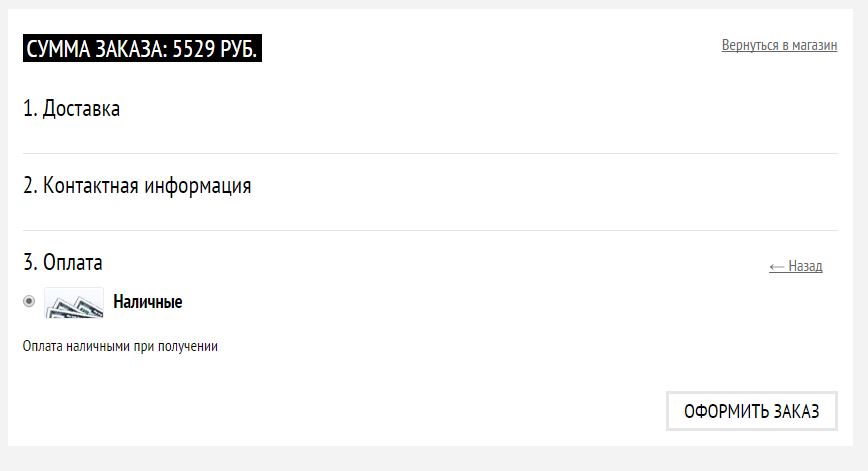 СУММА ЗАКАЗА: 5529 РУБ.
Вернуться в магазин
1. Доставка
2. Контактная информация
3. Оплата
← Назад
Наличные
Оплата наличными при получении
ОФОРМИТЬ ЗАКАЗ